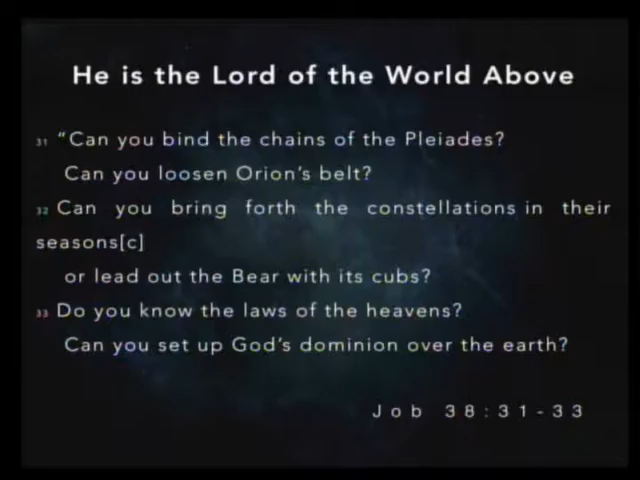 He is the Lord of the World Above
31 "Can you bind the chains of the Pleiades?
Can you loosen Orion's belt?
32 Can you bring forth the constellations in their
seasons[c]
or lead out the Bear with its cubs?
33 Do you know the laws of the heavens?
Can you set up God's dominion over the earth?
Job 38:31-33